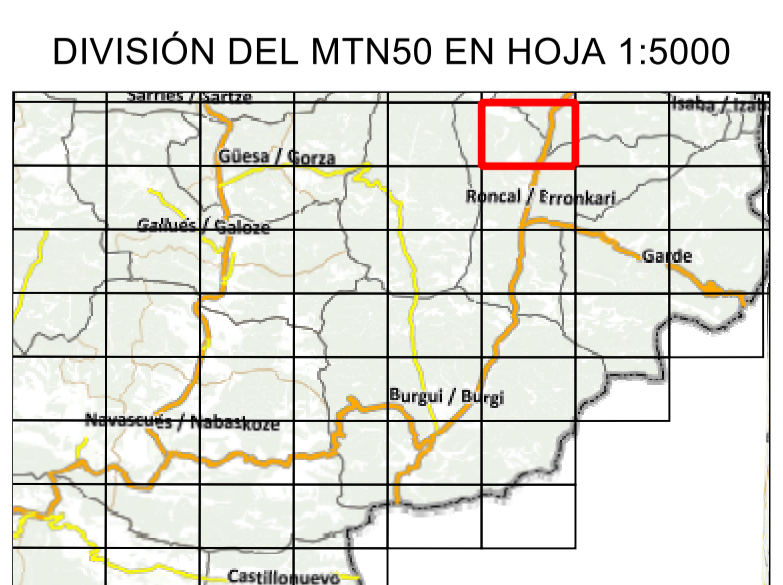 DIVISIÓN DEL MTN50 EN HOJA 1:5000
Sarries / Sartze
Isaba / Izab
Güesa / Gorza
Roncal / Erronkari
Gallués / Galoze
Garde
Burgui / Burgi
Navascués / Nabaskoze
Castillonuevo